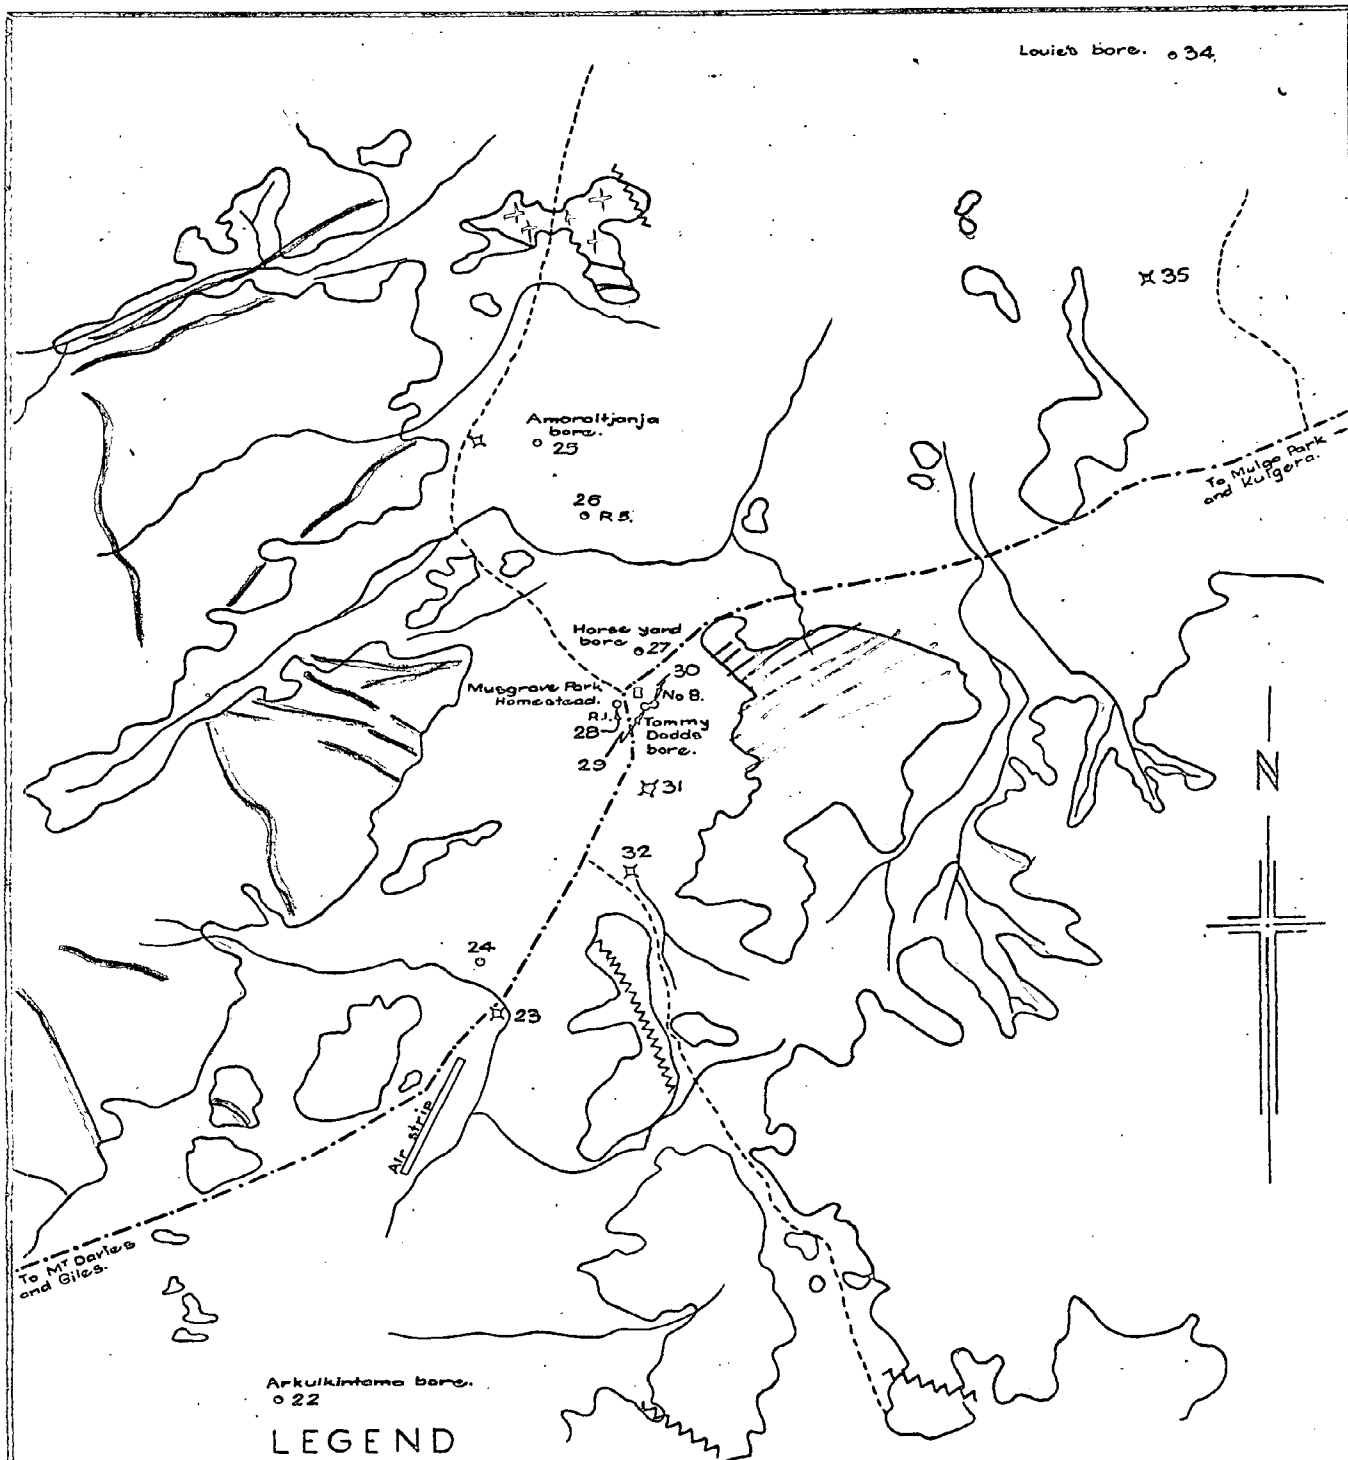 Louie's bore. 34
35
Amaraltjanja
bore.
25
26
R 5.
To Mulga Park
and Kulgera.
Horse yard
bore
27
30
Musgrave Park
Homestead.
No 8.
R.1.
28
Tommy
Dodds
bore.
29
31
32
24
23
Air strip
N
To MT Davies
and Giles.
Arkulkintama bore.
22
LEGEND